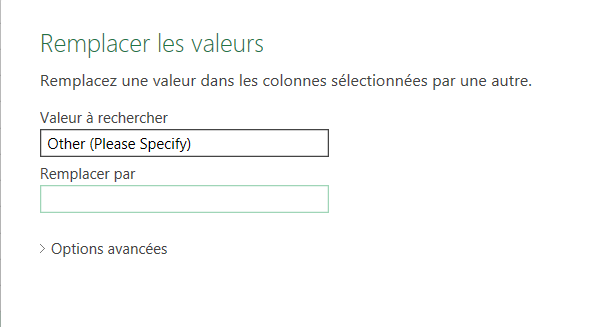 Remplacer les valeurs
Remplacez une valeur dans les colonnes sélectionnées par une autre.
Valeur à rechercher
Other (Please Specify)
Remplacer par
Options avancées